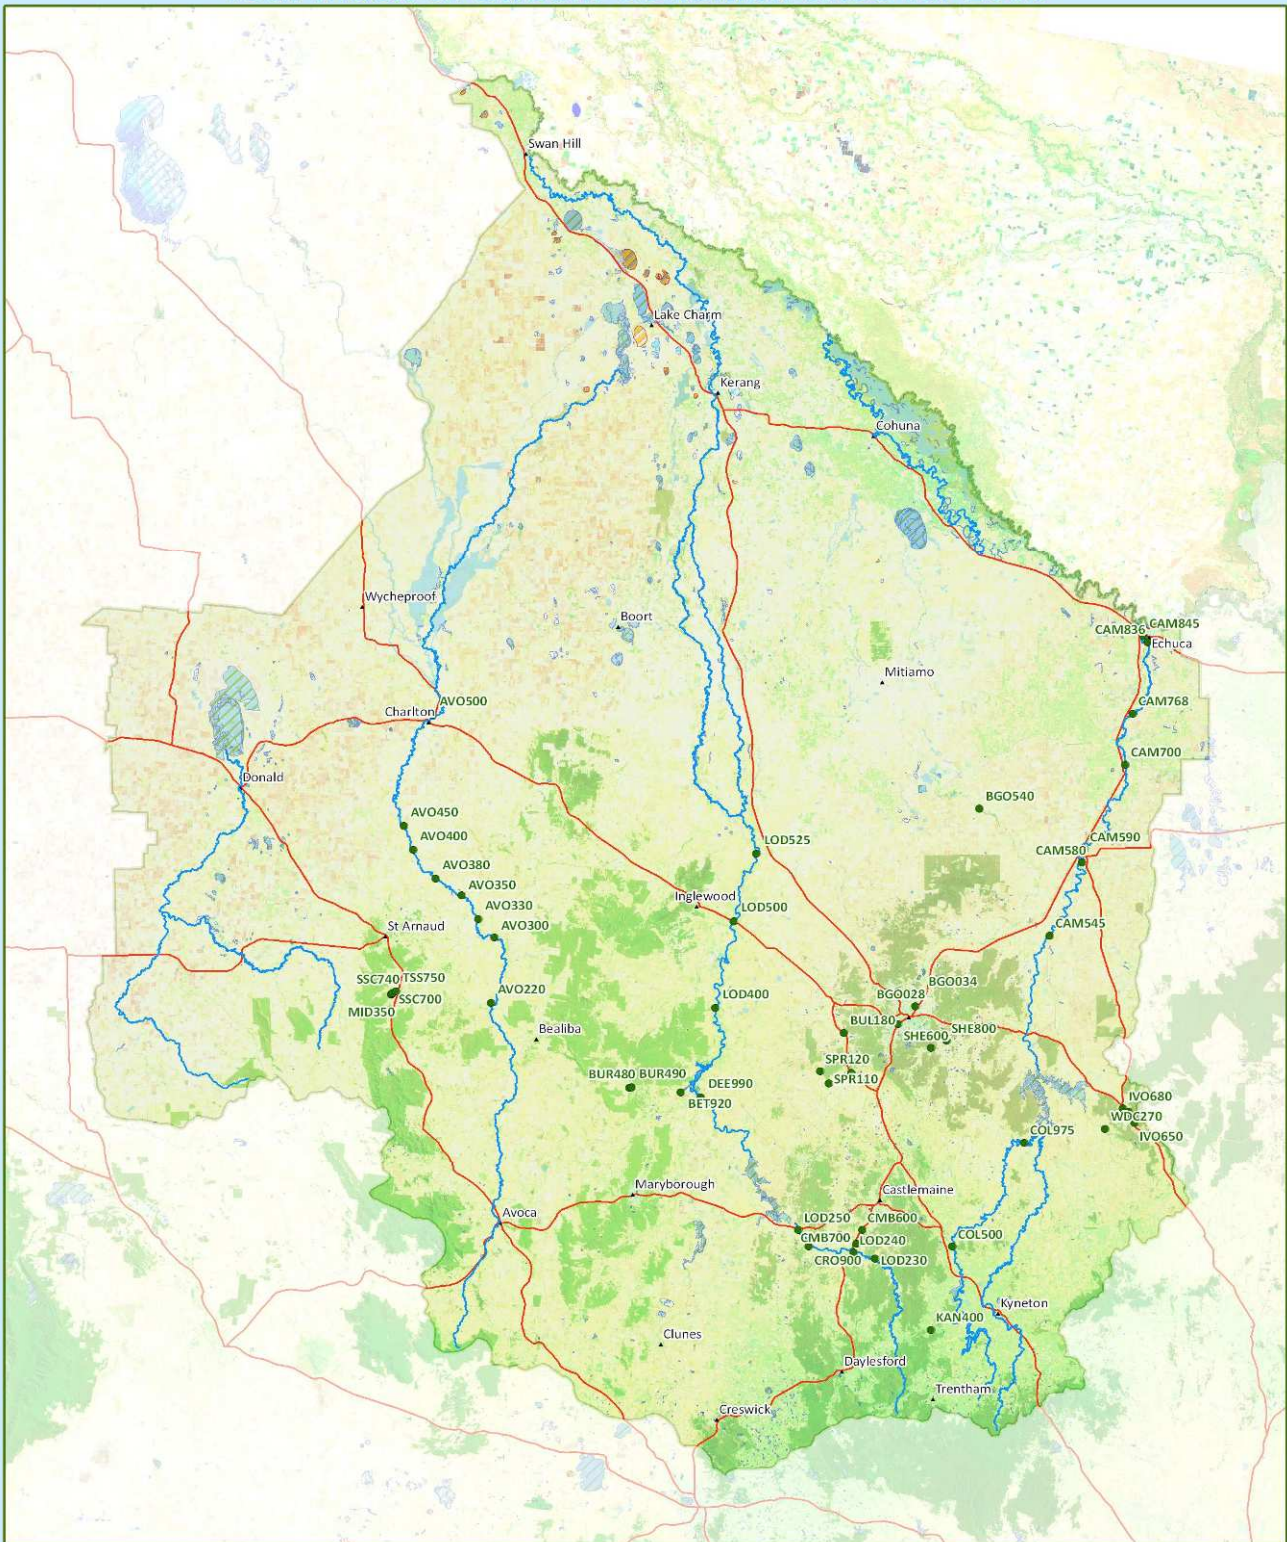 Swan Hill
Lake Charm
Kerang
Cohuna
Wycheproof
Boort
CAM836 CAM845
Echuca
Mitiamo
AVO500
Charlton
CAM768
CAM700
Donald
BGO540
AVO450
AVO400
LOD525
CAM590
CAM580
AVO380
AVO350
Inglewood
AVO330
LOD500
AVO300
St Arnaud
CAM545
SSC740 TSS750
SSC700
BGO034
BGO028
AVO220
LOD400
MID350
BUL180
Bealiba
SHE600 SHE800
SPR120
BUR480 BUR490
DEE990
SPR110
BET920
IVO680
WDC270
COL975
IVO650
Maryborough
Castlemaine
Avoca
LOD250 CMB600
CMB700 LOD240
COL500
CRO900 LOD230
Kyneton
KAN400
Clunes
Daylesford
Trentham
Creswick